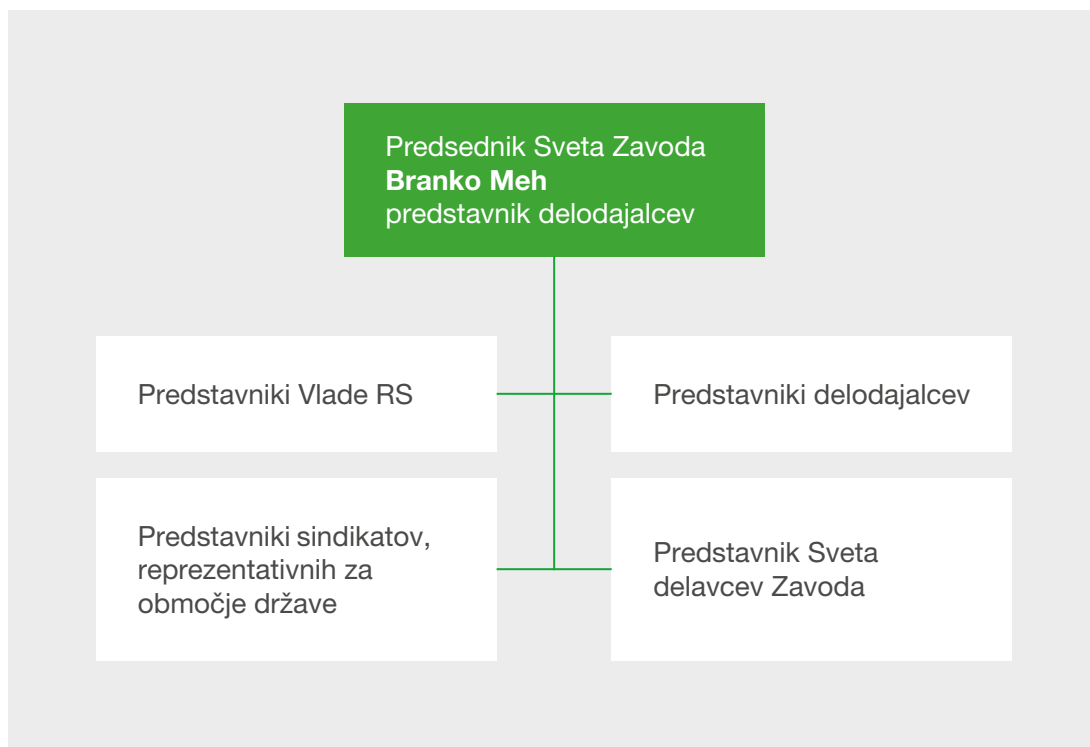 Predsednik Sveta Zavoda
Branko Meh
predstavnik delodajalcev
Predstavniki Vlade RS
Predstavniki delodajalcev
Predstavniki sindikatov,
reprezentativnih za
območje države
Predstavnik Sveta
delavcev Zavoda